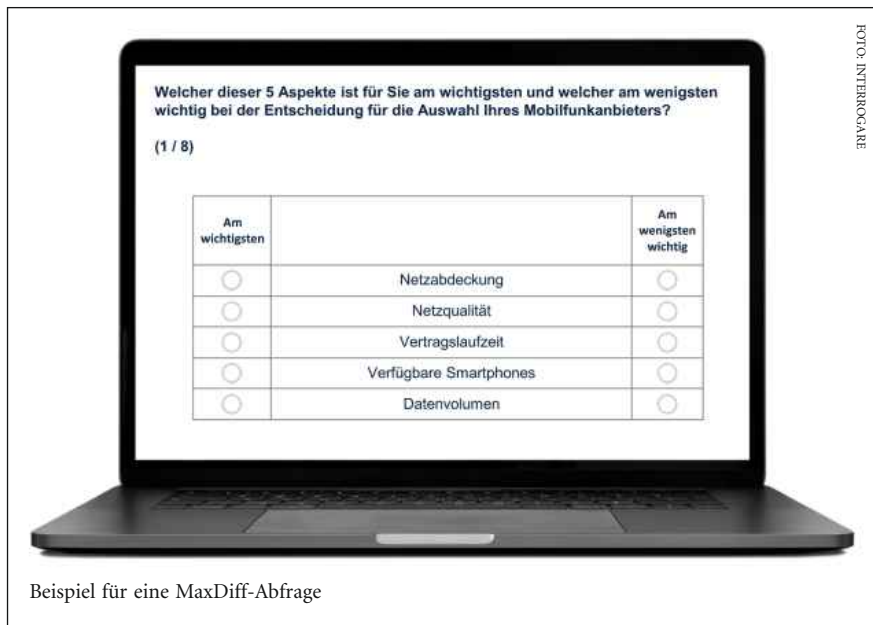 FOTO: INTERROGARE
Welcher dieser 5 Aspekte ist für Sie am wichtigsten und welcher am wenigsten
wichtig bei der Entscheidung für die Auswahl Ihres Mobilfunkanbieters?
(1 / 8)
Am
wichtigsten
Am
wenigsten
wichtig
Netzabdeckung
Netzqualität
Vertragslaufzeit
Verfügbare Smartphones
Datenvolumen
Beispiel für eine MaxDiff-Abfrage